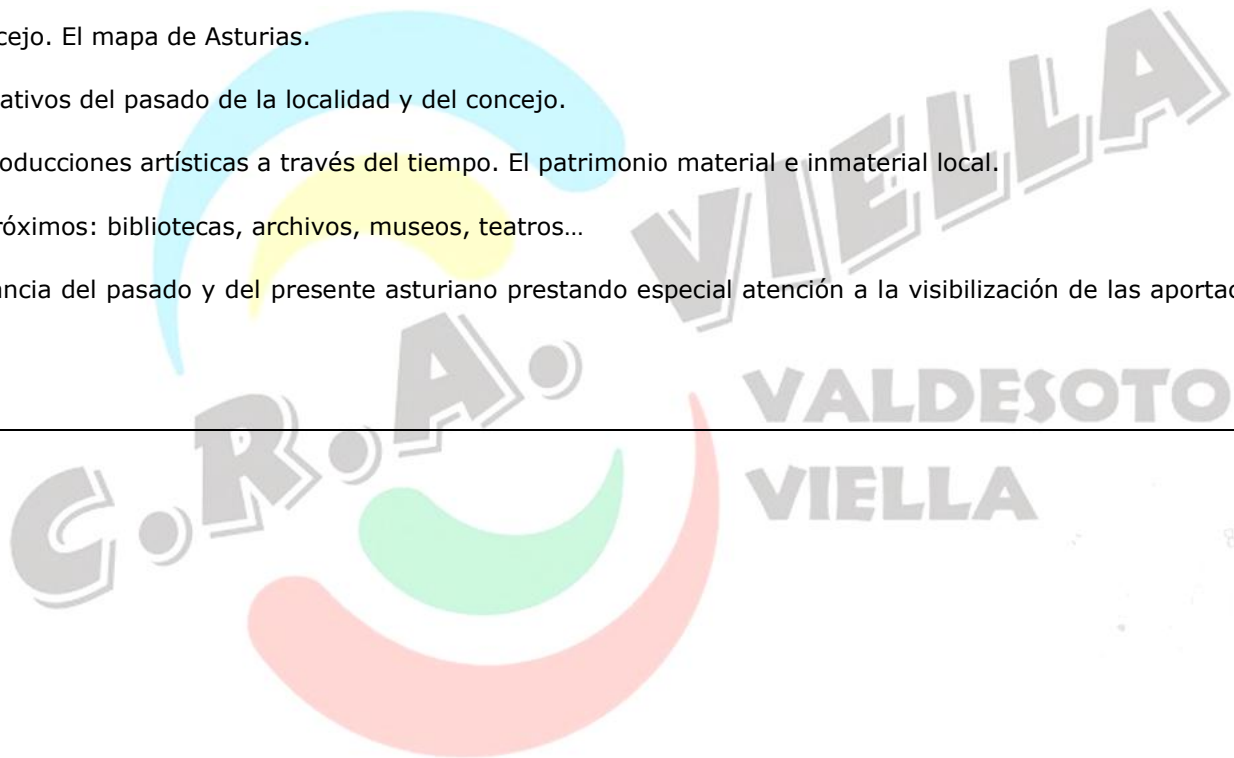 cejo. El mapa de Asturias.
ativos del pasado de la localidad y del concejo.
oducciones artísticas a través del tiempo. El patrimonio material e inmaterial local.
róximos: bibliotecas, archivos, museos, teatros…
ancia del pasado y del presente asturiano prestando especial atención a la visibilización de las aportac
C.R.A. VIELLA
VALDESOTO
VIELLA